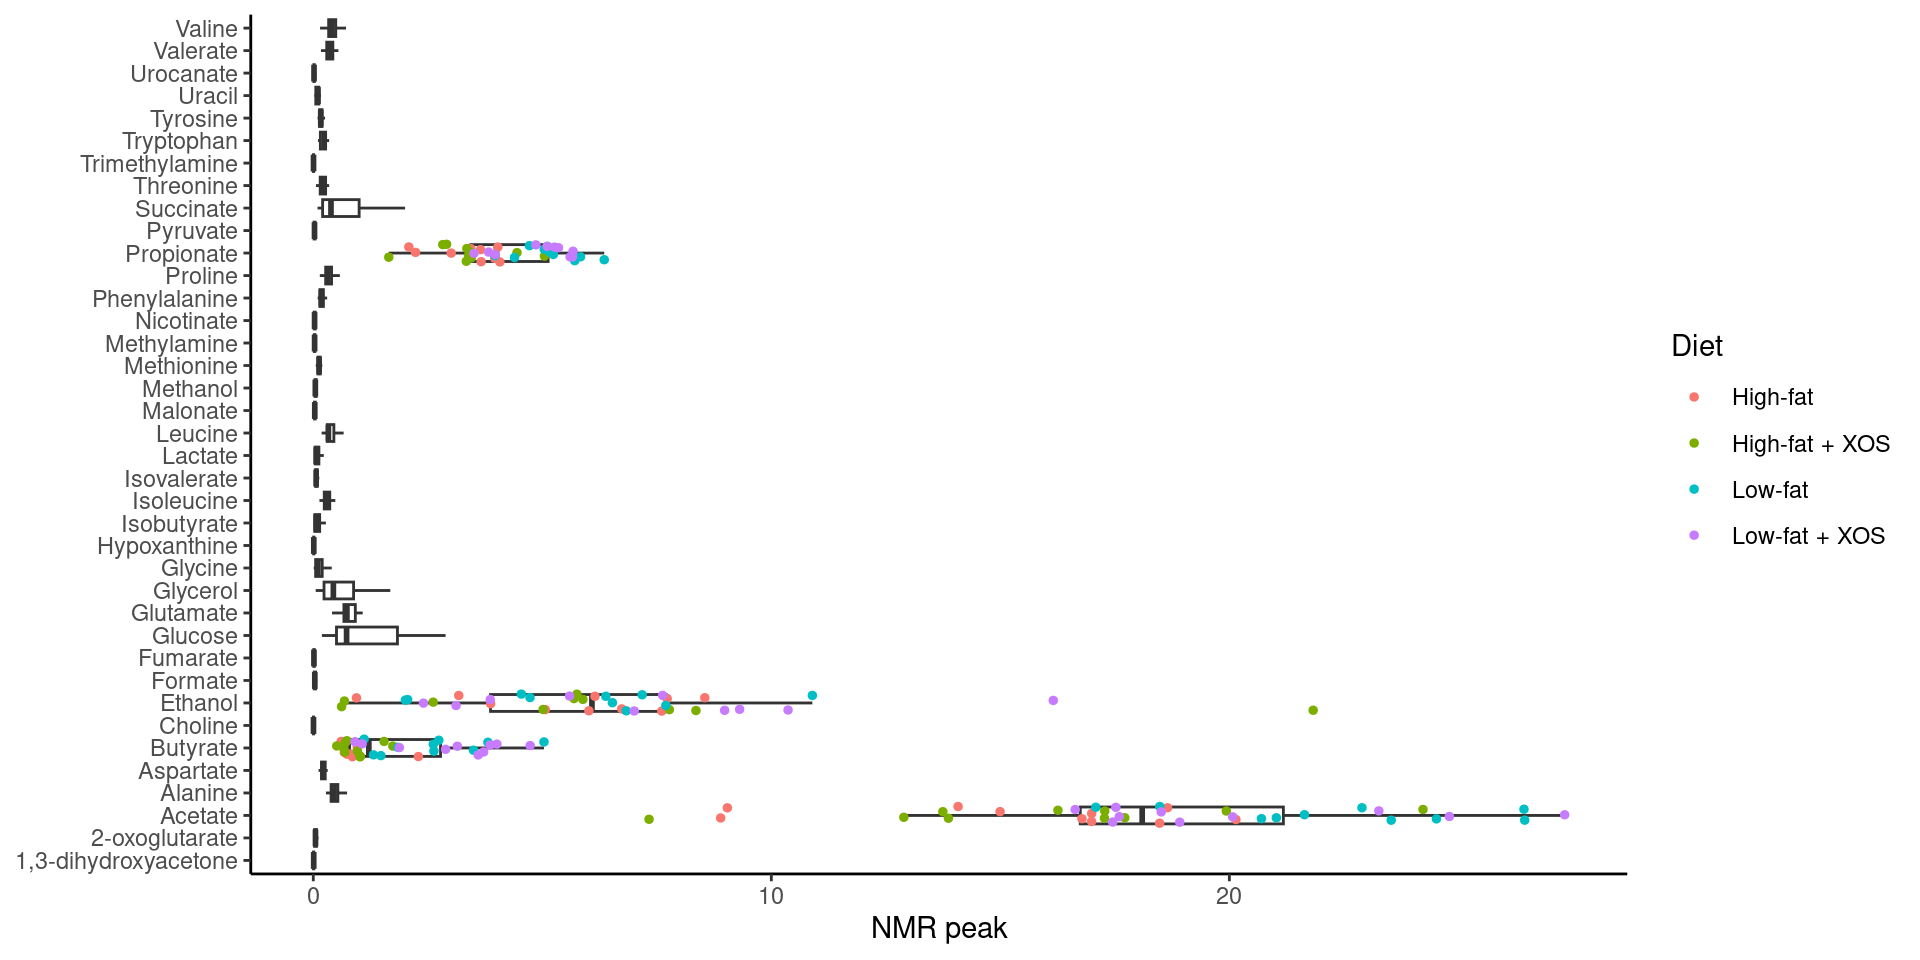 Valine
Valerate
Urocanate
Uracil
Tyrosine
Tryptophan
Trimethylamine
Threonine
Succinate
Pyruvate
Propionate
Proline
Phenylalanine
Nicotinate
Methylamine
Methionine
Methanol
Malonate
Leucine
Lactate
Isovalerate
Isoleucine
Isobutyrate
Hypoxanthine
Glycine
Glycerol
Glutamate
Glucose
Fumarate
Formate
Ethanol
Choline
Butyrate
Aspartate
Alanine
Acetate
2-oxoglutarate
1,3-dihydroxyacetone
0 10 20
NMR peak
Diet
High-fat
High-fat + XOS
Low-fat
Low-fat + XOS